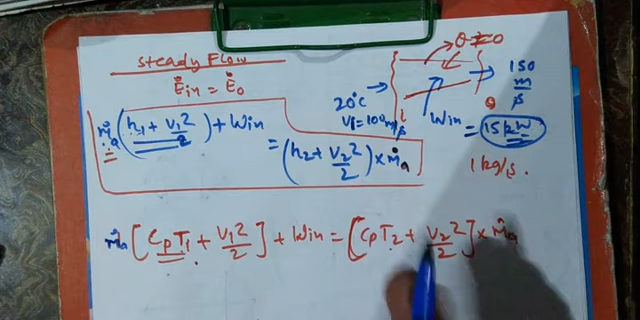 steady Flow
Ėin = Ėo
ṁa (h1 + V1²/2) + Win
= (h2 + V2²/2) × ṁa
Q ≠ 0
20°C
V1 = 100 m/s
150 m/s
Win
= 15 kW
1 kg/s.
ṁa [CpT1 + V1²/2] + Win = [CpT2 + V2²/2] × ṁa